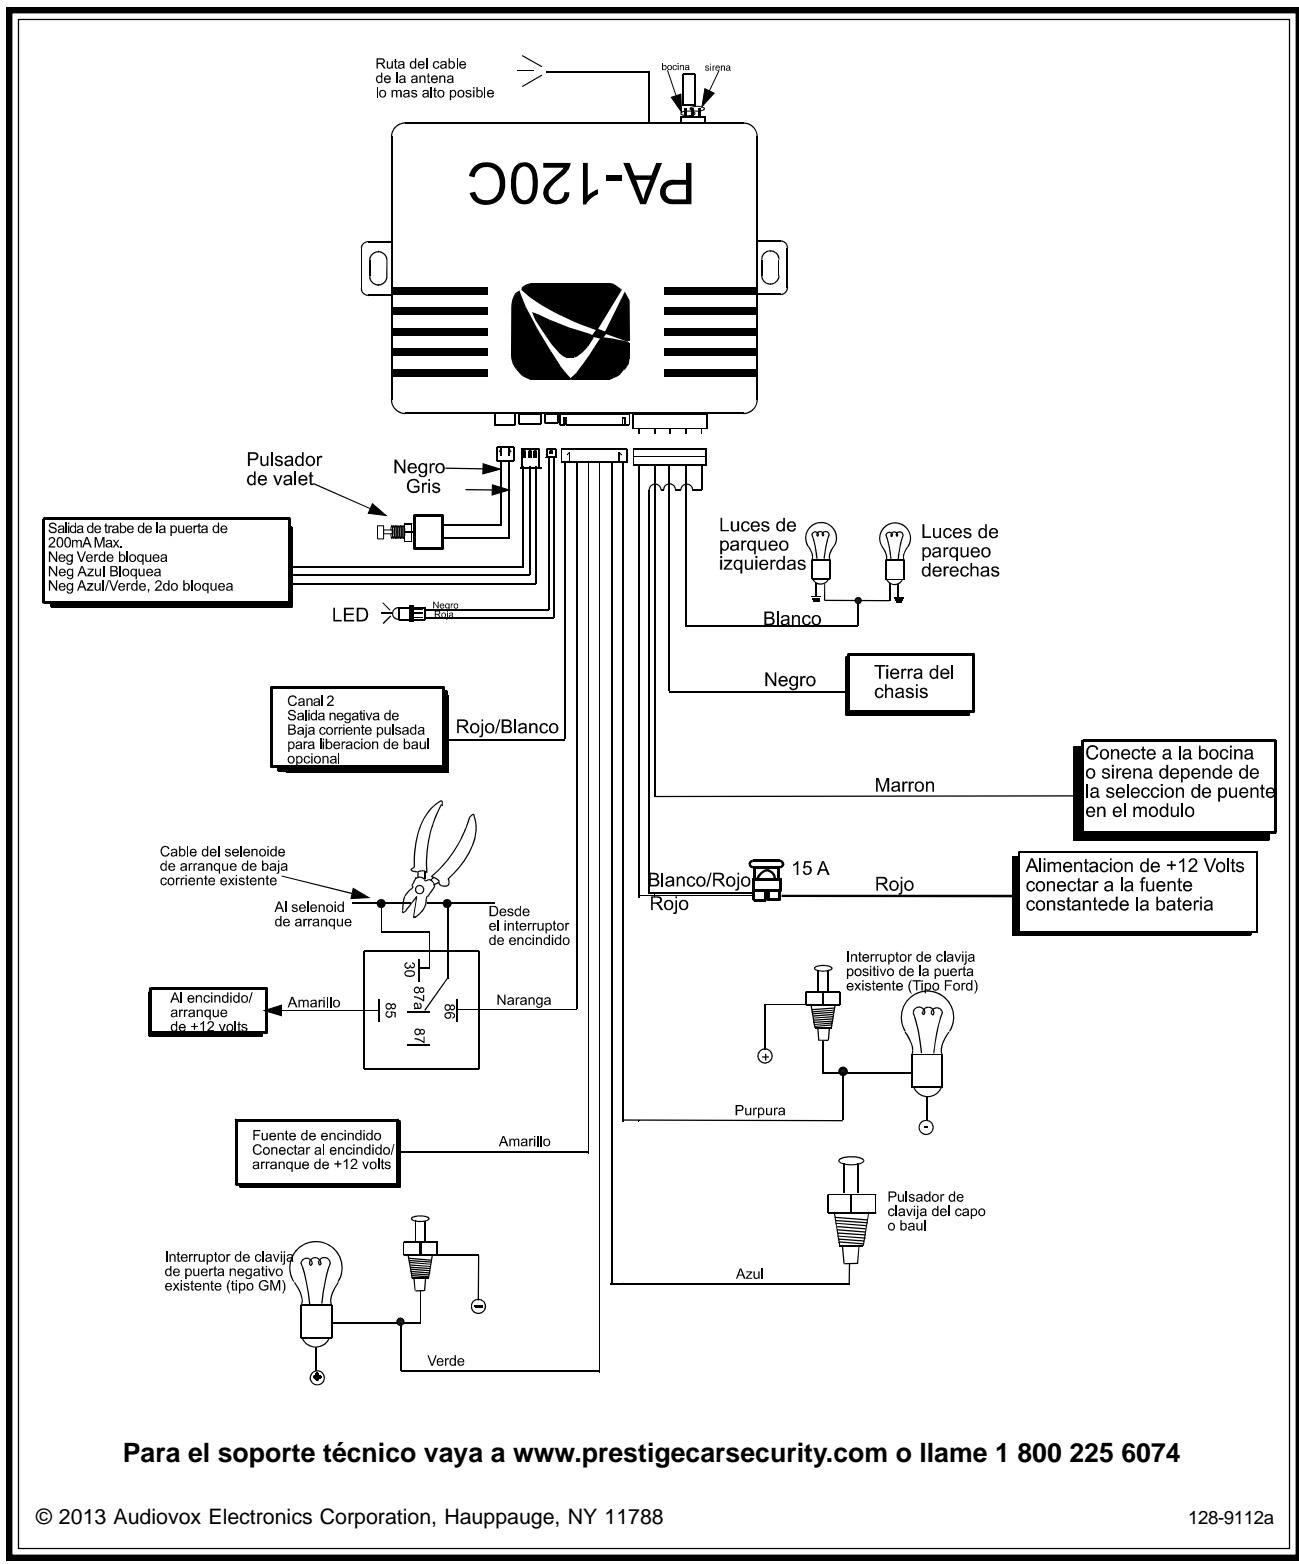 Ruta del cable
de la antena
lo mas alto posible
bocina
sirena
PA-120C
Pulsador
de valet
Negro
Gris
Salida de trabe de la puerta de
200mA Max.
Neg Verde bloquea
Neg Azul Bloquea
Neg Azul/Verde, 2do bloquea
LED
Negro
Roja
Luces de
parqueo
izquierdas
Luces de
parqueo
derechas
Blanco
Negro
Tierra del
chasis
Canal 2
Salida negativa de
Baja corriente pulsada
para liberacion de baul
opcional
Rojo/Blanco
Marron
Conecte a la bocina
o sirena depende de
la seleccion de puente
en el modulo
Cable del selenoide
de arranque de baja
corriente existente
Al selenoid
de arranque
Desde
el interruptor
de encindido
Blanco/Rojo
Rojo
15 A
Rojo
Alimentacion de +12 Volts
conectar a la fuente
constantede la bateria
Al encindido/
arranque
de +12 volts
Amarillo
30
87a
85
86
87
Naranga
Interruptor de clavija
positivo de la puerta
existente (Tipo Ford)
+
-
Purpura
Fuente de encindido
Conectar al encindido/
arranque de +12 volts
Amarillo
Pulsador de
clavija del capo
o baul
Azul
Interruptor de clavija
de puerta negativo
existente (tipo GM)
-
+
Verde
Para el soporte técnico vaya a www.prestigecarsecurity.com o llame 1 800 225 6074
© 2013 Audiovox Electronics Corporation, Hauppauge, NY 11788
128-9112a